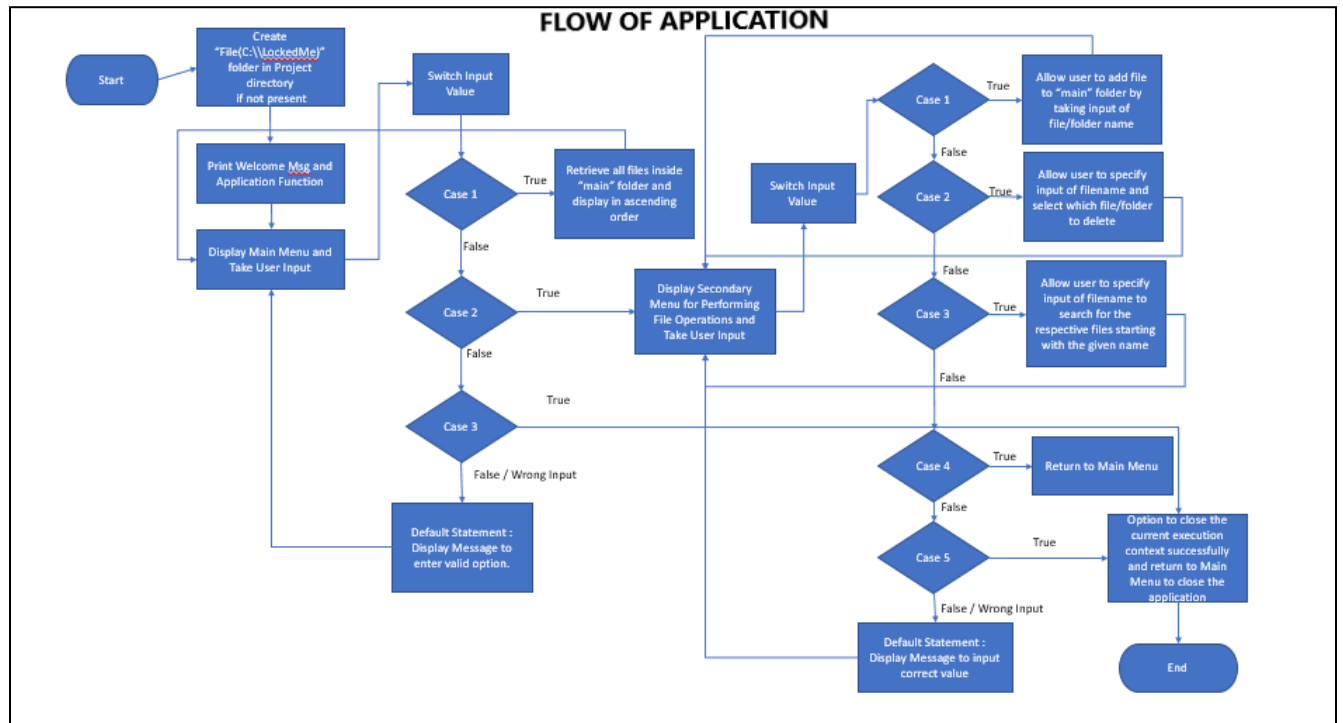 FLOW OF APPLICATION
Start
Create
“File(C:\\LockedMe)”
folder in Project
directory
if not present
Print Welcome Msg and
Application Function
Display Main Menu and
Take User Input
Switch Input
Value
Case 1
True
Retrieve all files inside
“main” folder and
display in ascending
order
False
Case 2
True
False
Case 3
True
False / Wrong Input
Default Statement :
Display Message to
enter valid option.
Display Secondary
Menu for Performing
File Operations and
Take User Input
Switch Input
Value
Case 1
True
Allow user to add file
to “main” folder by
taking input of
file/folder name
False
Case 2
True
Allow user to specify
input of filename and
select which file/folder
to delete
False
Case 3
True
Allow user to specify
input of filename to
search for the
respective files starting
with the given name
False
Case 4
True
Return to Main Menu
False
Case 5
True
Option to close the
current execution
context successfully
and return to Main
Menu to close the
application
False / Wrong Input
Default Statement :
Display Message to input
correct value
End